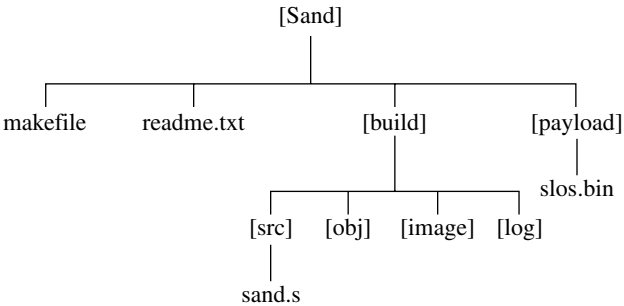 [Sand]
makefile readme.txt [build] [payload]
slos.bin
[src] [obj] [image] [log]
sand.s